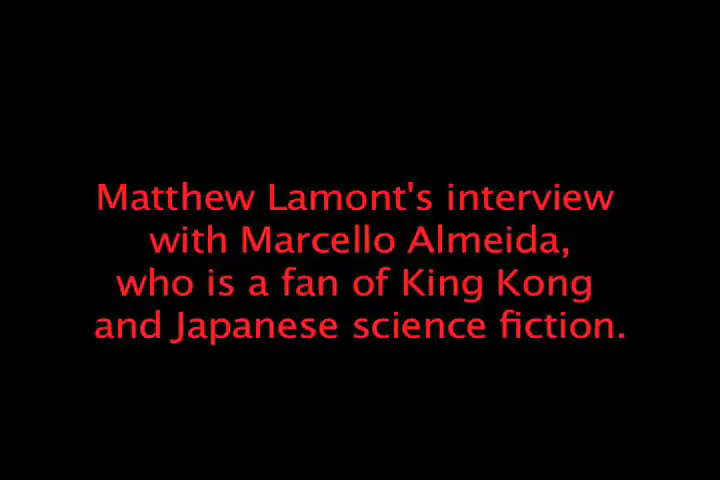 Matthew Lamont's interview
with Marcello Almeida,
who is a fan of King Kong
and Japanese science fiction.